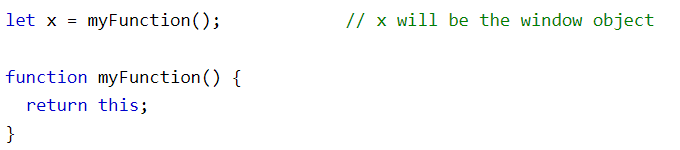 let x = myFunction();            // x will be the window object
function myFunction() {
  return this;
}